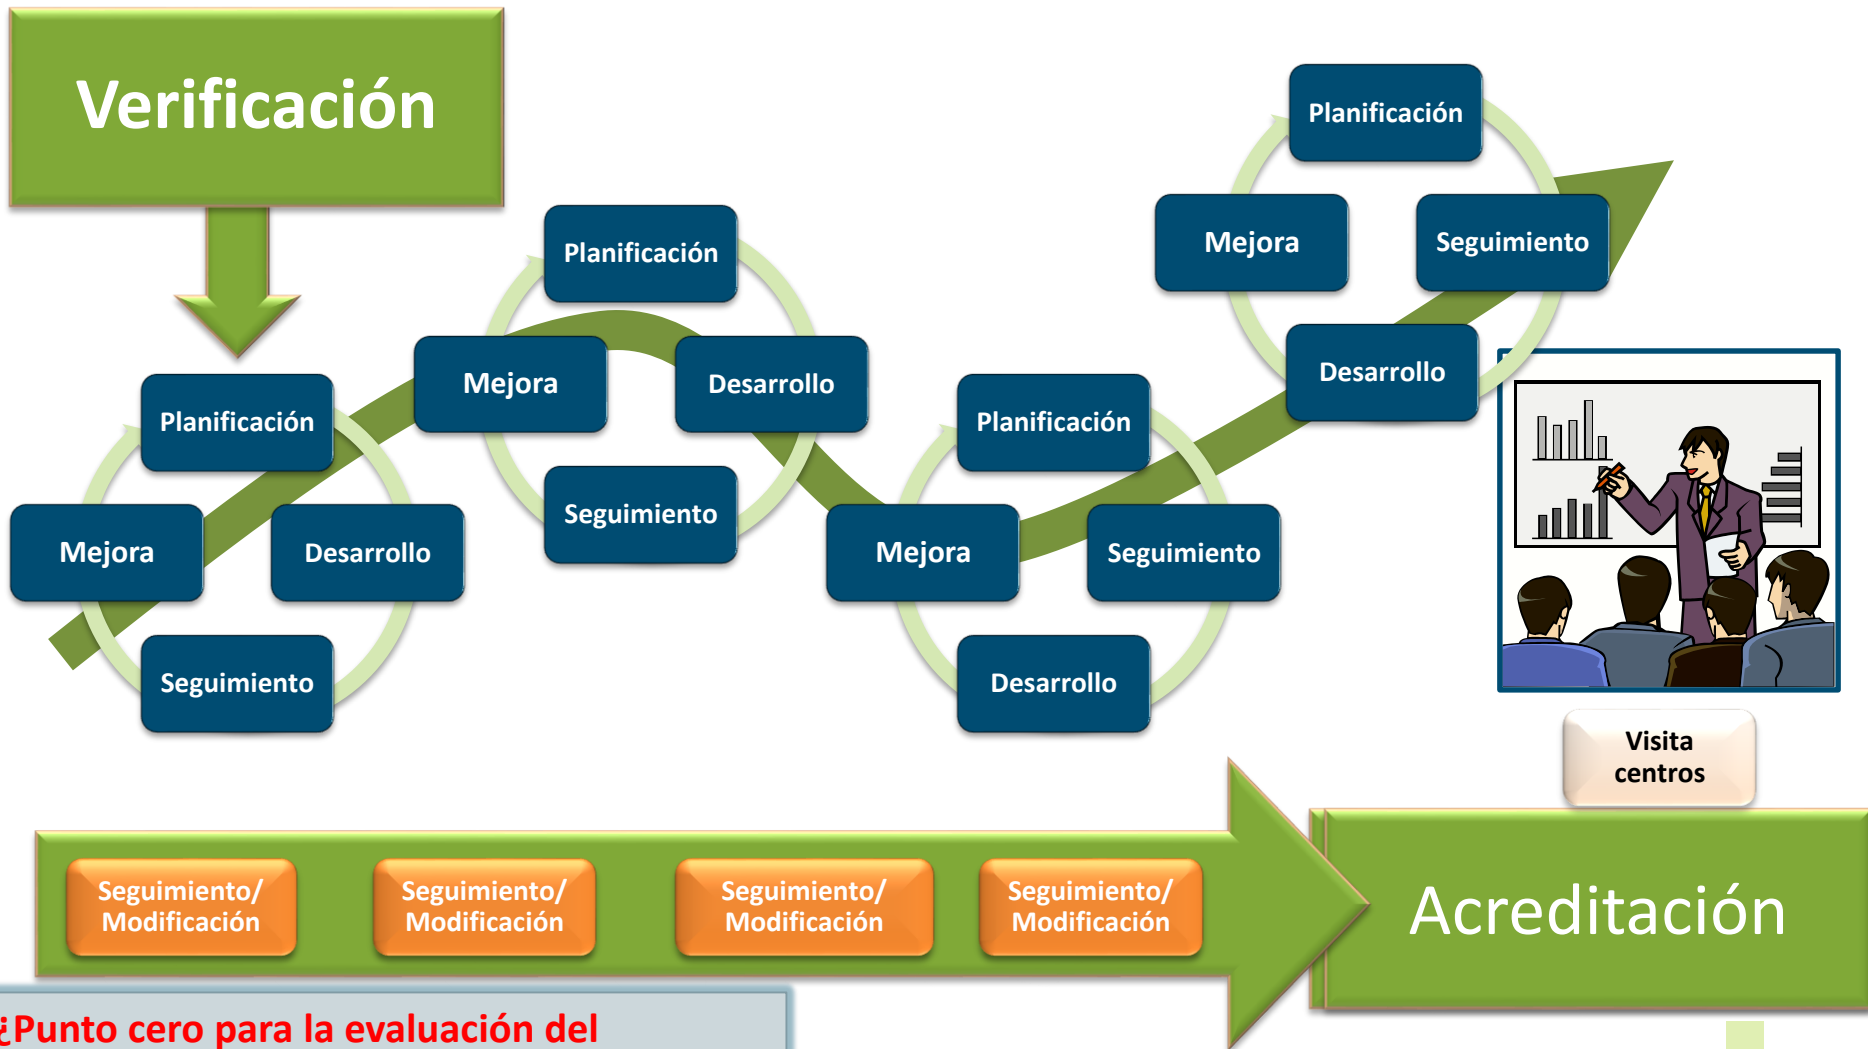 Verificación
Planificación
Mejora
Desarrollo
Seguimiento
Planificación
Mejora
Desarrollo
Seguimiento
Planificación
Mejora
Seguimiento
Desarrollo
Planificación
Mejora
Seguimiento
Desarrollo
Visita
centros
Seguimiento/
Modificación
Seguimiento/
Modificación
Seguimiento/
Modificación
Seguimiento/
Modificación
Acreditación
¿Punto cero para la evaluación del